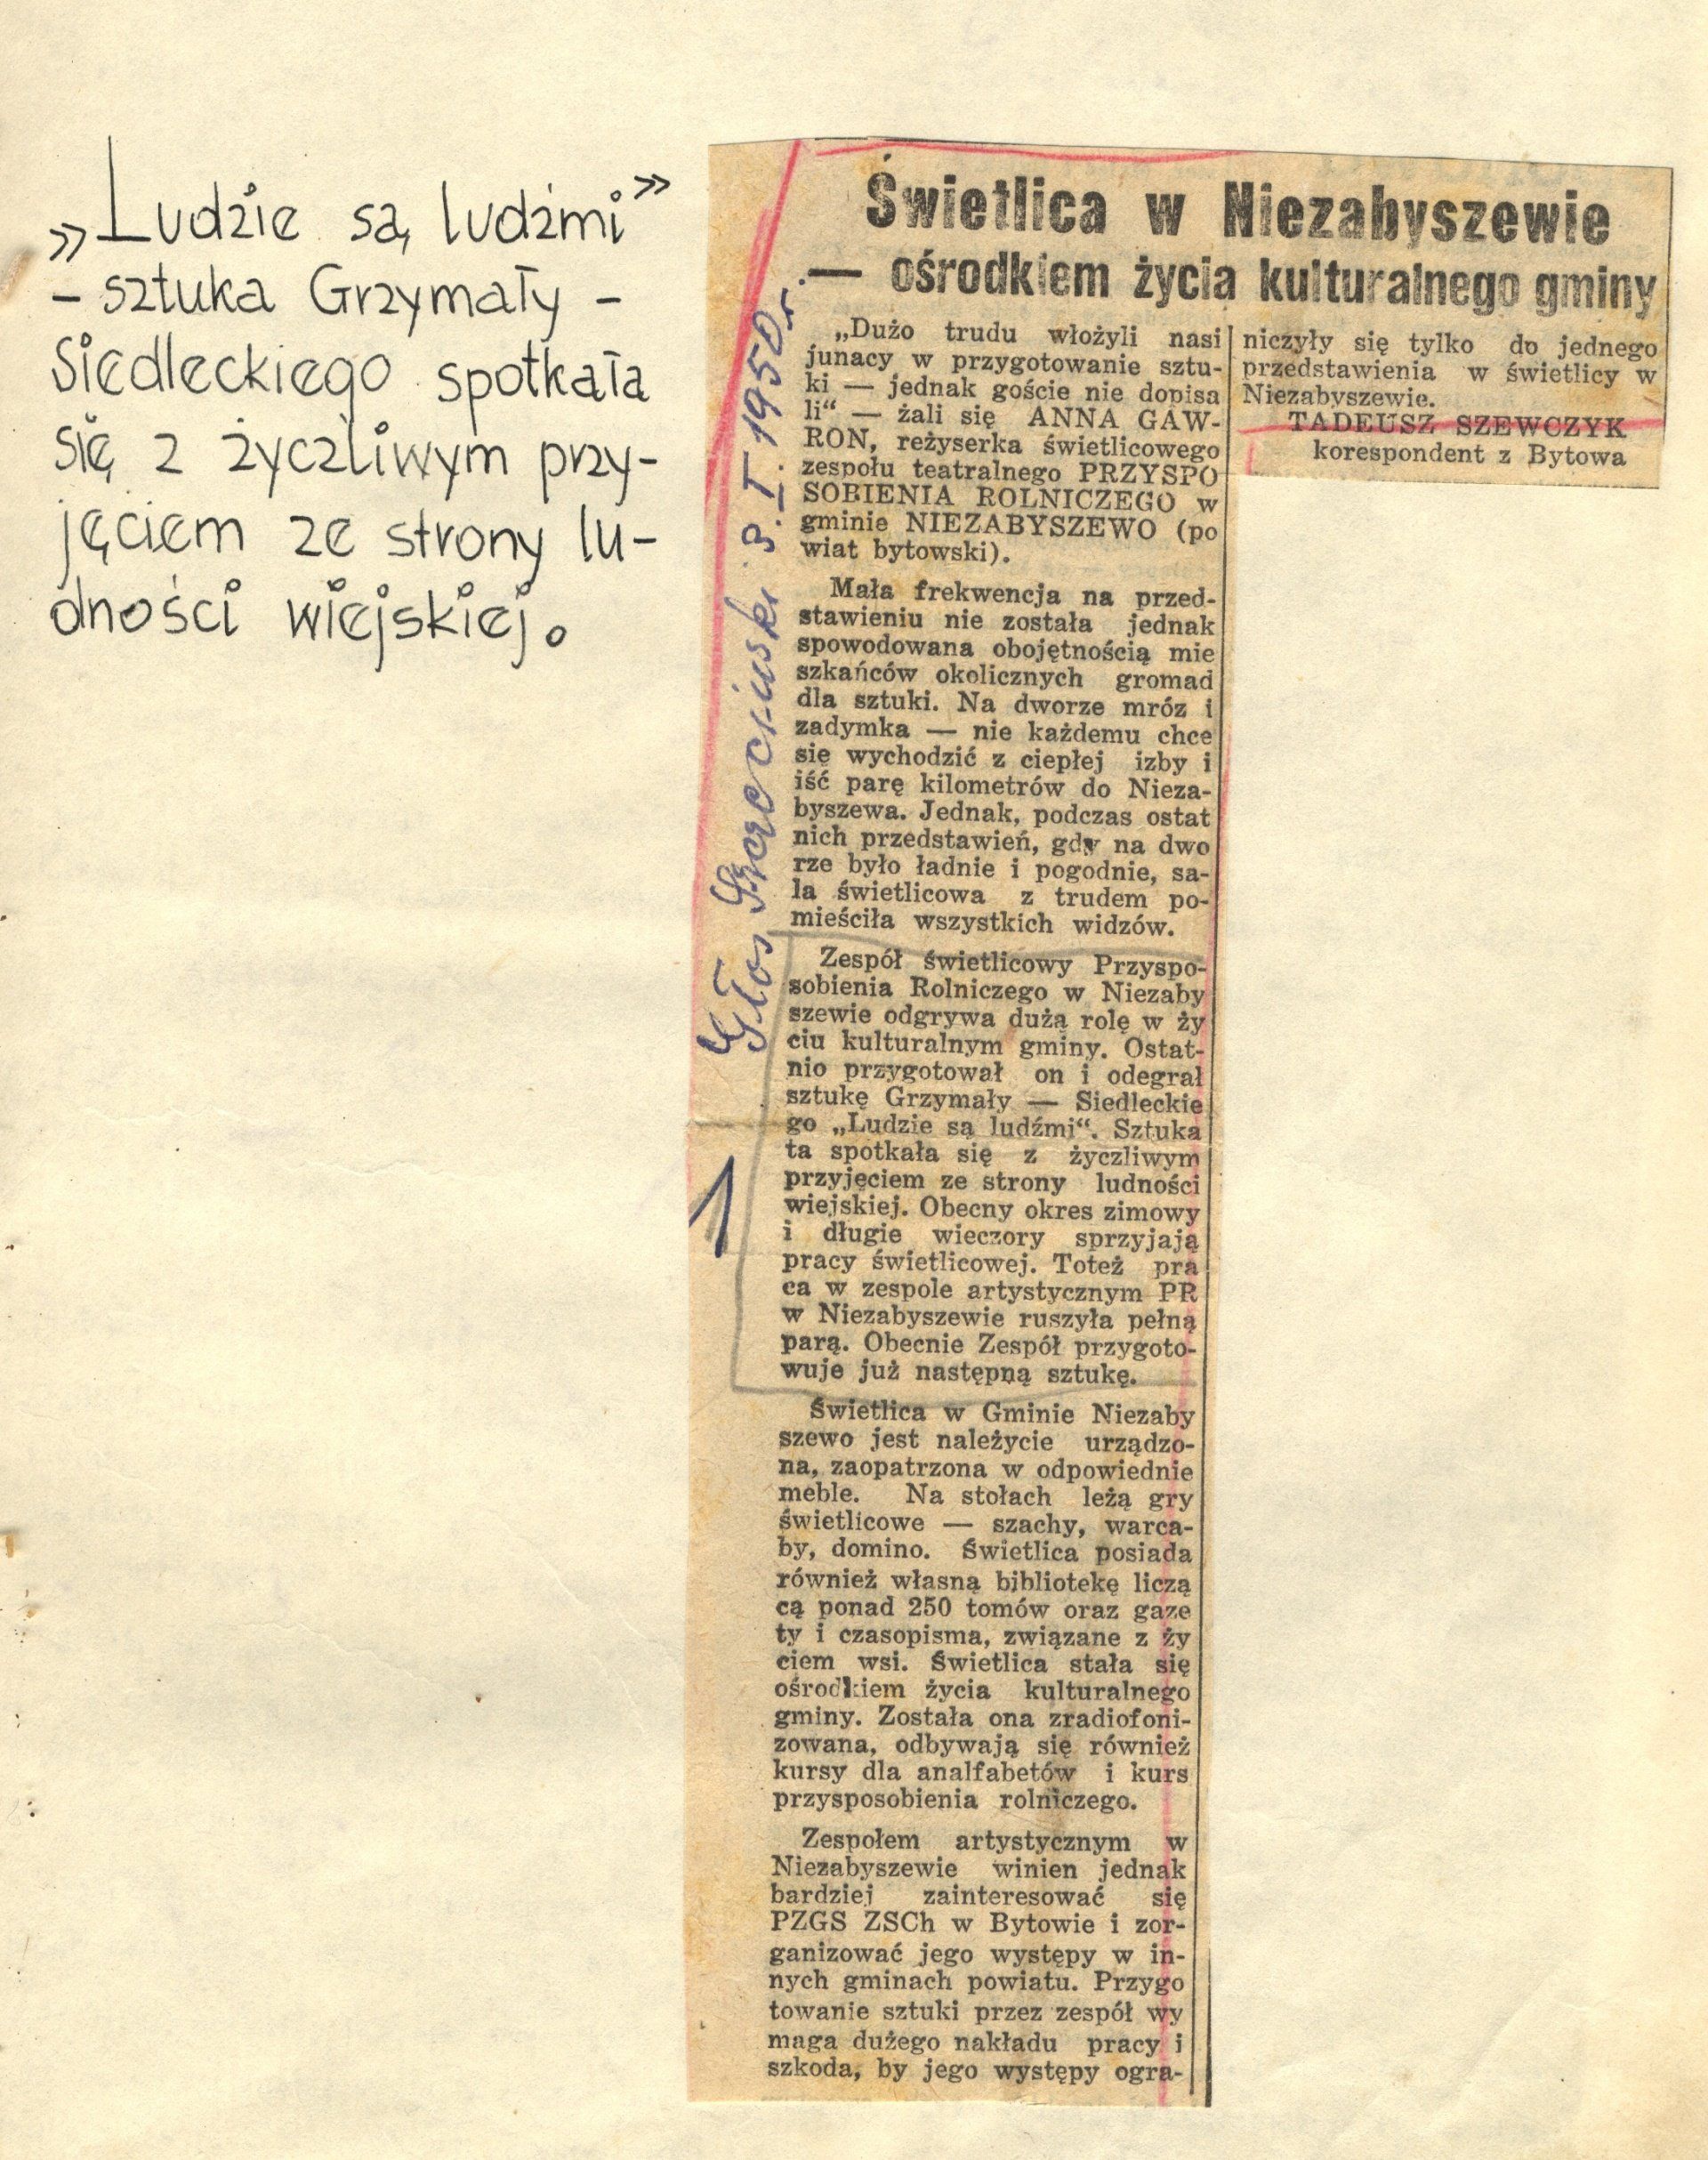 „Ludzie są ludźmi”
- sztuka Grzymały -
Siedleckiego spotkała
się z życzliwym przy-
jęciem ze strony lu-
dności wiejskiej.
Głos Szczeciński 3.I.1950r.
1
Świetlica w Niezabyszewie
— ośrodkiem życia kulturalnego gminy
„Dużo trudu włożyli nasi
junacy w przygotowanie sztu-
ki — jednak goście nie dopisa
li“ — żali się ANNA GAW-
RON, reżyserka świetlicowego
zespołu teatralnego PRZYSPO
SOBIENIA ROLNICZEGO w
gminie NIEZABYSZEWO (po
wiat bytowski).
Mała frekwencja na przed-
stawieniu nie została jednak
spowodowana obojętnością mie
szkańców okolicznych gromad
dla sztuki. Na dworze mróz i
zadymka — nie każdemu chce
się wychodzić z ciepłej izby i
iść parę kilometrów do Nieza-
byszewa. Jednak, podczas ostat
nich przedstawień, gdy na dwo
rze było ładnie i pogodnie, sa-
la świetlicowa z trudem po-
mieściła wszystkich widzów.
Zespół świetlicowy Przyspo-
sobienia Rolniczego w Niezaby
szewie odgrywa dużą rolę w ży
ciu kulturalnym gminy. Ostat-
nio przygotował on i odegrał
sztukę Grzymały — Siedleckie
go „Ludzie są ludźmi“. Sztuka
ta spotkała się z życzliwym
przyjęciem ze strony ludności
wiejskiej. Obecny okres zimowy
i długie wieczory sprzyjają
pracy świetlicowej. Toteż pra
ca w zespole artystycznym PR
w Niezabyszewie ruszyła pełną
parą. Obecnie Zespół przygoto-
wuje już następną sztukę.
Świetlica w Gminie Niezaby
szewo jest należycie urządzo-
na, zaopatrzona w odpowiednie
meble. Na stołach leżą gry
świetlicowe — szachy, warca-
by, domino. Świetlica posiada
również własną bibliotekę liczą
cą ponad 250 tomów oraz gaze
ty i czasopisma, związane z ży
ciem wsi. Świetlica stała się
ośrodkiem życia kulturalnego
gminy. Została ona zradiofoni-
zowana, odbywają się również
kursy dla analfabetów i kurs
przysposobienia rolniczego.
Zespołem artystycznym w
Niezabyszewie winien jednak
bardziej zainteresować się
PZGS ZSCh w Bytowie i zor-
ganizować jego występy w in-
nych gminach powiatu. Przygo
towanie sztuki przez zespół wy
maga dużego nakładu pracy i
szkoda, by jego występy ogra-
niczyły się tylko do jednego
przedstawienia w świetlicy w
Niezabyszewie.
TADEUSZ SZEWCZYK
korespondent z Bytowa